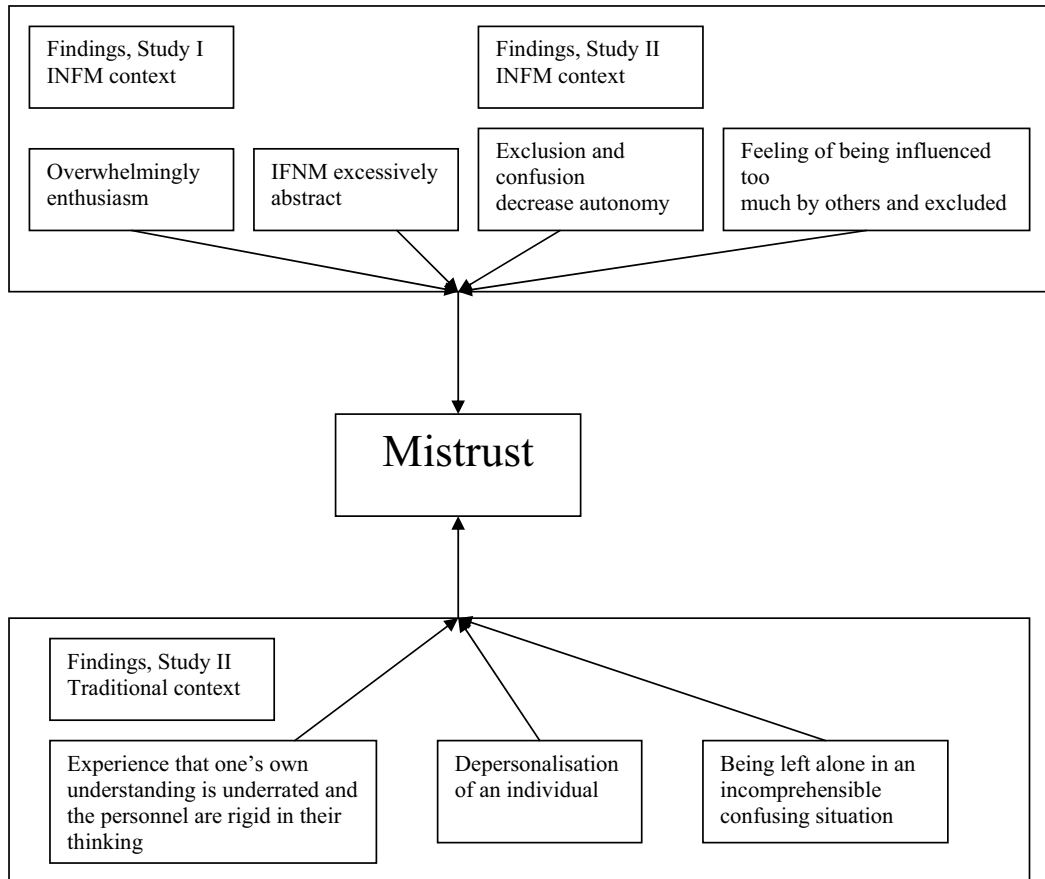 Findings, Study I
INFM context
Findings, Study II
INFM context
Overwhelmingly
enthusiasm
IFNM excessively
abstract
Exclusion and
confusion
decrease autonomy
Feeling of being influenced
too
much by others and excluded
Mistrust
Findings, Study II
Traditional context
Experience that one’s own
understanding is underrated and
the personnel are rigid in their
thinking
Depersonalisation
of an individual
Being left alone in an
incomprehensible
confusing situation